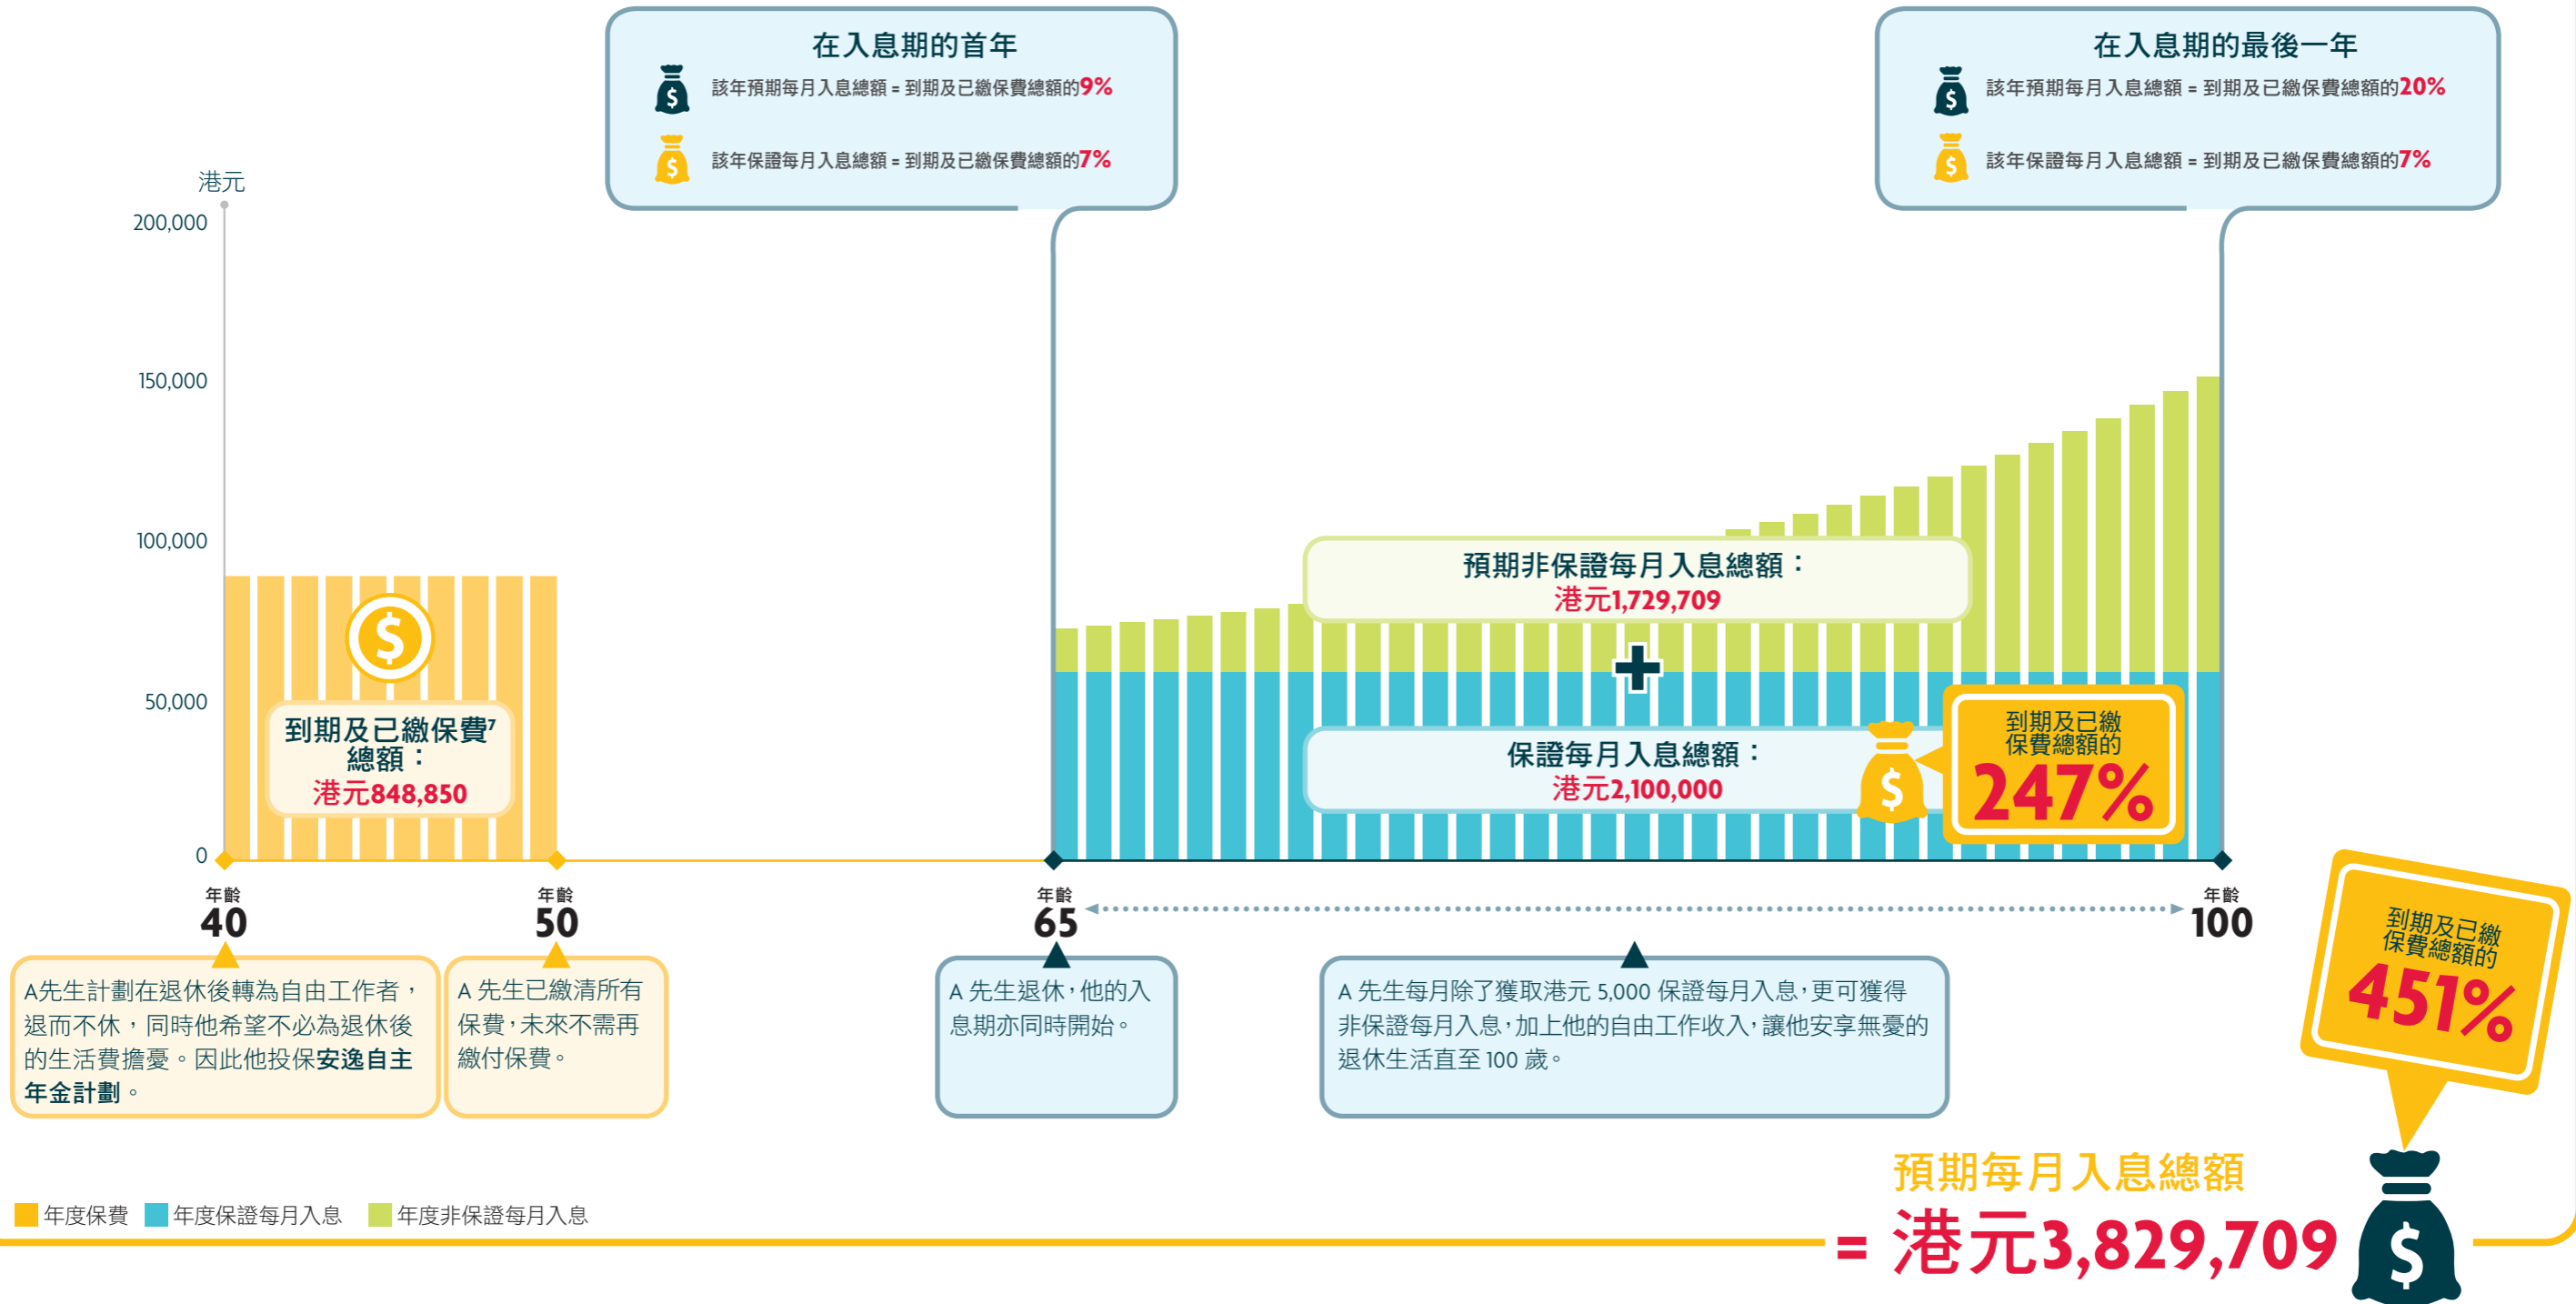 在入息期的首年
該年預期每月入息總額 = 到期及已繳保費總額的9%
該年保證每月入息總額 = 到期及已繳保費總額的7%
在入息期的最後一年
該年預期每月入息總額 = 到期及已繳保費總額的20%
該年保證每月入息總額 = 到期及已繳保費總額的7%
港元
200,000
150,000
100,000
50,000
0
到期及已繳保費7
總額：
港元848,850
預期非保證每月入息總額：
港元1,729,709
+
保證每月入息總額：
港元2,100,000
到期及已繳
保費總額的
247%
年齡
40
年齡
50
年齡
65
年齡
100
A先生計劃在退休後轉為自由工作者，
退而不休，同時他希望不必為退休後
的生活費擔憂。因此他投保安逸自主
年金計劃。
A 先生已繳清所有
保費，未來不需再
繳付保費。
A 先生退休，他的入
息期亦同時開始。
A 先生每月除了獲取港元 5,000 保證每月入息，更可獲得
非保證每月入息，加上他的自由工作收入，讓他安享無憂的
退休生活直至 100 歲。
到期及已繳
保費總額的
451%
年度保費 年度保證每月入息 年度非保證每月入息
預期每月入息總額
= 港元3,829,709